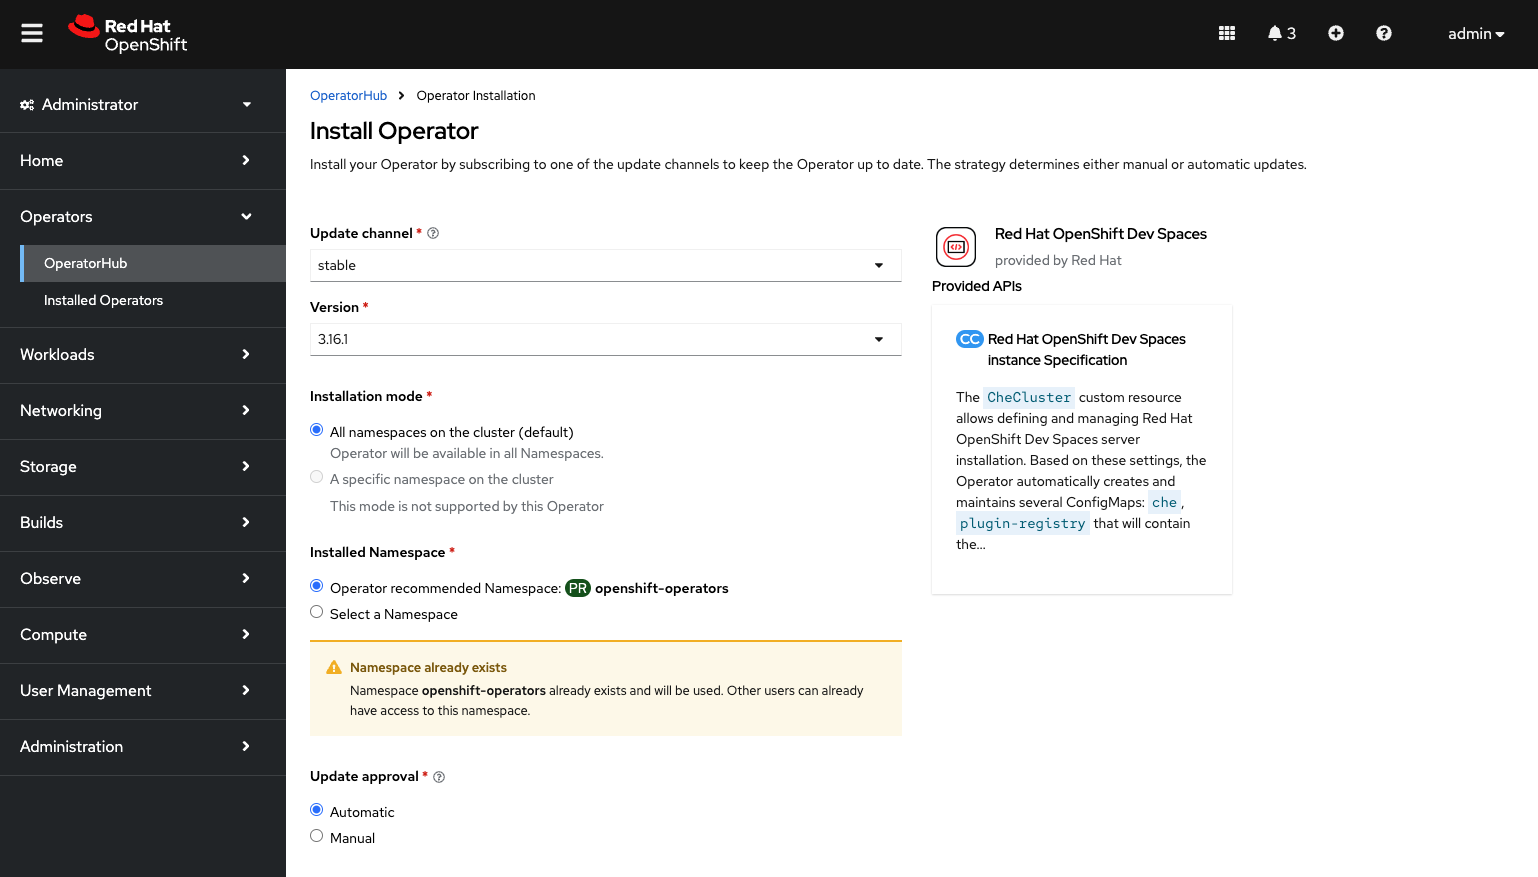 Red Hat
OpenShift
3
admin
Administrator
Home
Operators
OperatorHub
Installed Operators
Workloads
Networking
Storage
Builds
Observe
Compute
User Management
Administration
OperatorHub
Operator Installation
Install Operator
Install your Operator by subscribing to one of the update channels to keep the Operator up to date. The strategy determines either manual or automatic updates.
Update channel *
stable
Version *
3.16.1
Installation mode *
All namespaces on the cluster (default)
Operator will be available in all Namespaces.
A specific namespace on the cluster
This mode is not supported by this Operator
Installed Namespace *
Operator recommended Namespace: PR openshift-operators
Select a Namespace
Namespace already exists
Namespace openshift-operators already exists and will be used. Other users can already
have access to this namespace.
Update approval *
Automatic
Manual
Red Hat OpenShift Dev Spaces
provided by Red Hat
Provided APIs
CC Red Hat OpenShift Dev Spaces
instance Specification
The CheCluster custom resource
allows defining and managing Red Hat
OpenShift Dev Spaces server
installation. Based on these settings, the
Operator automatically creates and
maintains several ConfigMaps: che,
plugin-registry that will contain
the...